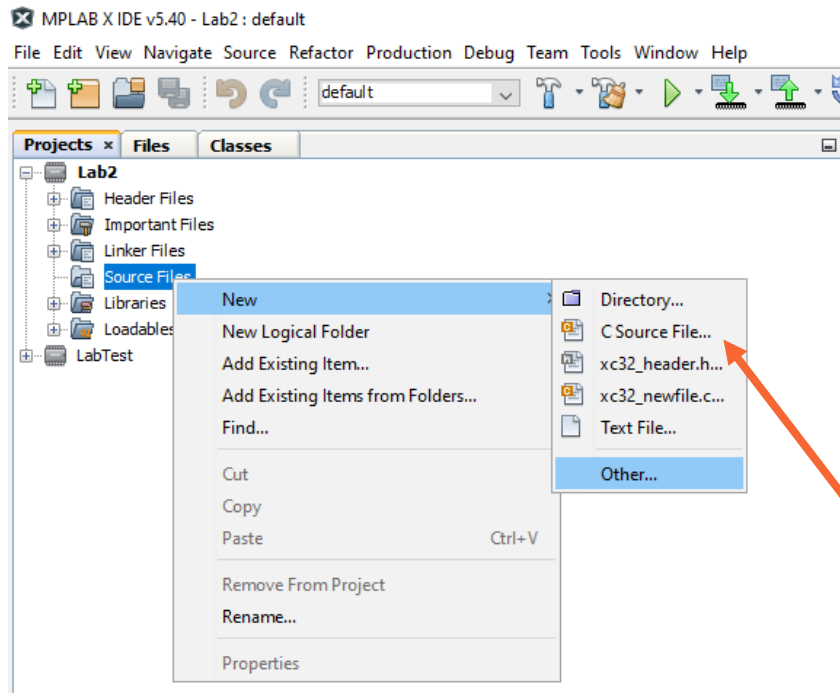 MPLAB X IDE v5.40 - Lab2 : default
File Edit View Navigate Source Refactor Production Debug Team Tools Window Help
default
Projects × Files Classes
Lab2
Header Files
Important Files
Linker Files
Source Files
Libraries
Loadables
LabTest
New
New Logical Folder
Add Existing Item...
Add Existing Items from Folders...
Find...
Cut
Copy
Paste Ctrl+V
Remove From Project
Rename...
Properties
Directory...
C Source File...
xc32_header.h...
xc32_newfile.c...
Text File...
Other...